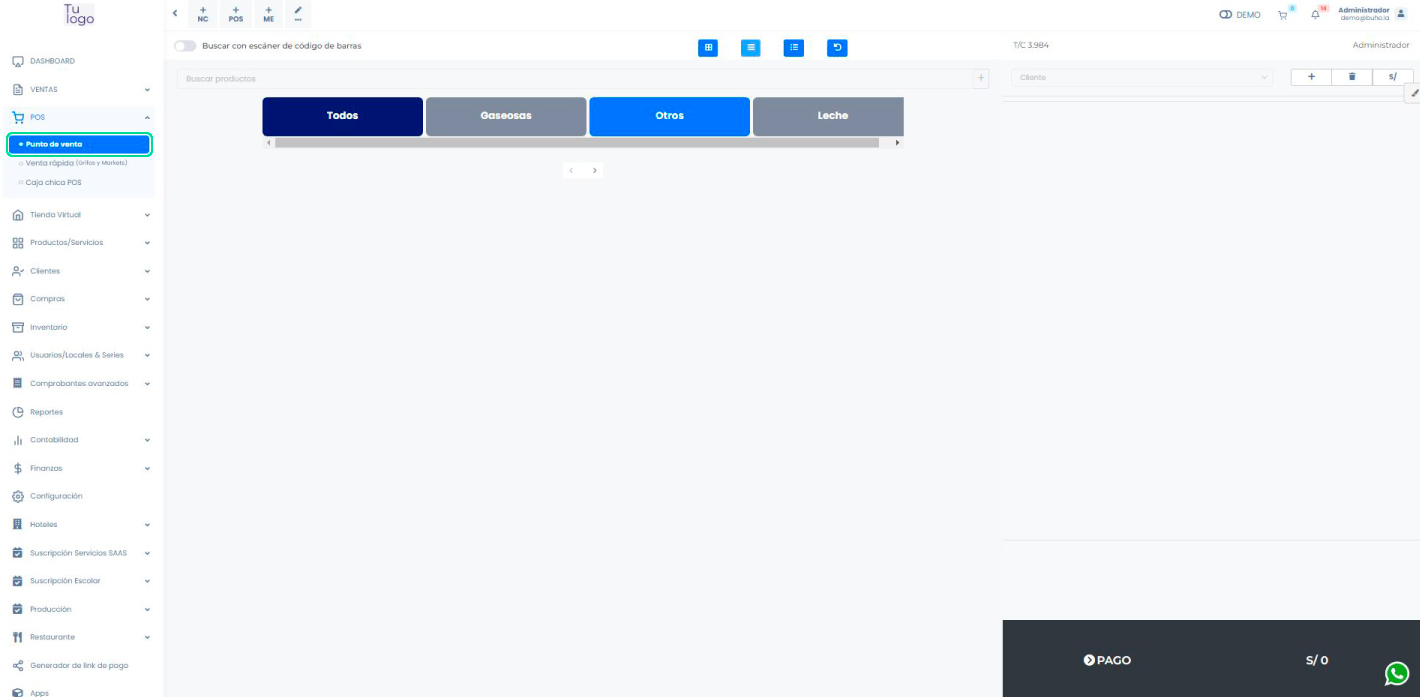 Tu
logo
+ NC
+ POS
+ ME
...
DEMO
0
14
Administrador
demo@buho.la
Buscar con escáner de código de barras
T/C 3.984
Administrador
DASHBOARD
VENTAS
POS
Punto de venta
Venta rápida (Grifos y Markets)
Caja chica POS
Tienda Virtual
Productos/Servicios
Clientes
Compras
Inventario
Usuarios/Locales & Series
Comprobantes avanzados
Reportes
Contabilidad
Finanzas
Configuración
Hoteles
Suscripción Servicios SAAS
Suscripción Escolar
Producción
Restaurante
Generador de link de pago
Apps
Buscar productos
+
Todos
Gaseosas
Otros
Leche
< >
Cliente
+
S/
PAGO
S/ 0